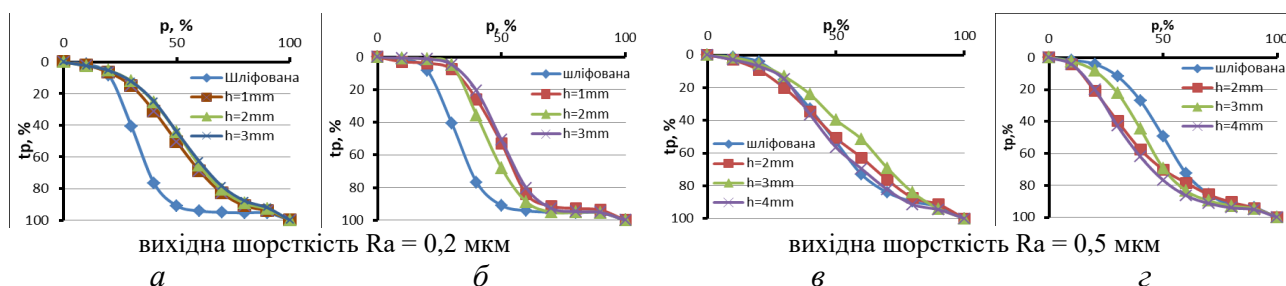 p, %
0 50 100
0
20
40
60
80
100
tp, %
Шліфована
h=1mm
h=2mm
h=3mm
p, %
0 50 100
0
20
40
60
80
100
tp, %
шліфована
h=1mm
h=2mm
h=3mm
p, %
0 50 100
0
20
40
60
80
100
tp, %
шліфована
h=2mm
h=3mm
h=4mm
p,%
0 50 100
0
20
40
60
80
100
tp,%
шліфована
h=2mm
h=3mm
h=4mm
вихідна шорсткість Ra = 0,2 мкм вихідна шорсткість Ra = 0,5 мкм
а б в г